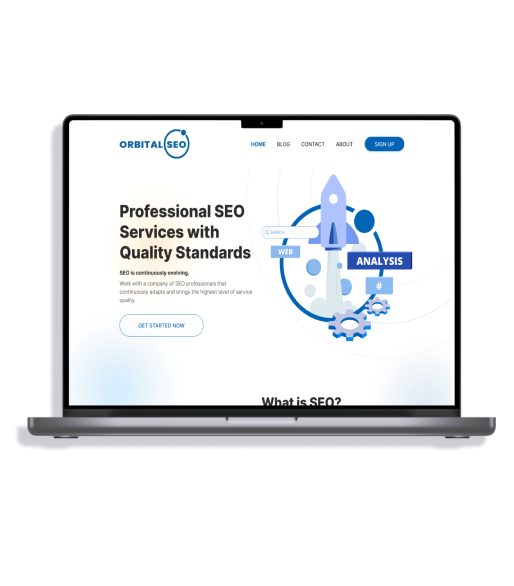 ORBITAL SEO
HOME BLOG CONTACT ABOUT SIGN UP
Professional SEO
Services with
Quality Standards
SEO is continuously evolving.
Work with a company of SEO professionals that
continuously adapts and brings the highest level of service
quality.
GET STARTED NOW
SEARCH
WEB
ANALYSIS
#
What is SEO?